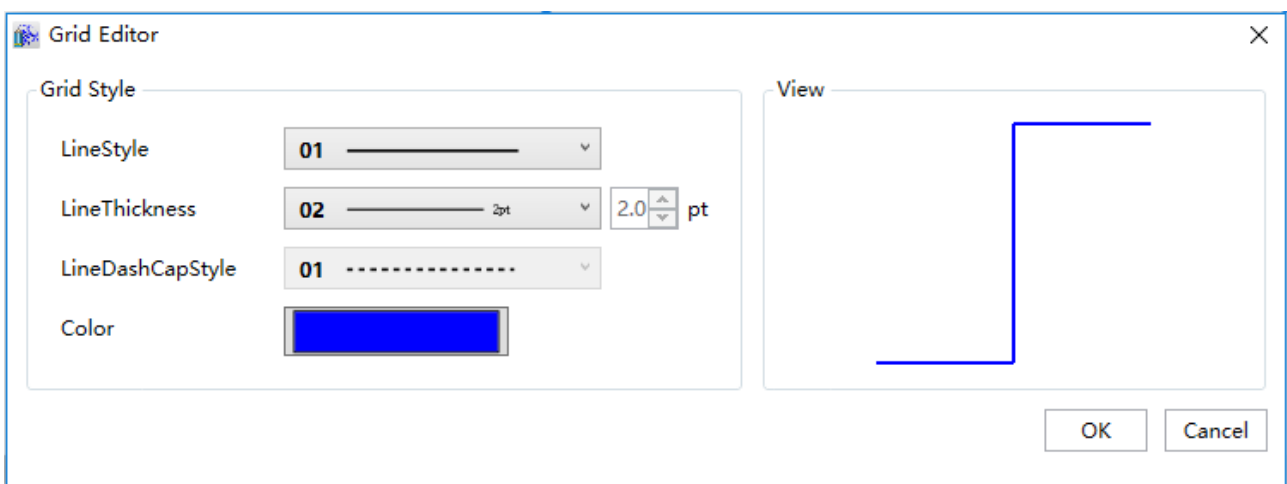 Grid Editor
Grid Style
LineStyle 01
LineThickness 02 2pt 2.0 pt
LineDashCapStyle 01
Color
View
OK Cancel